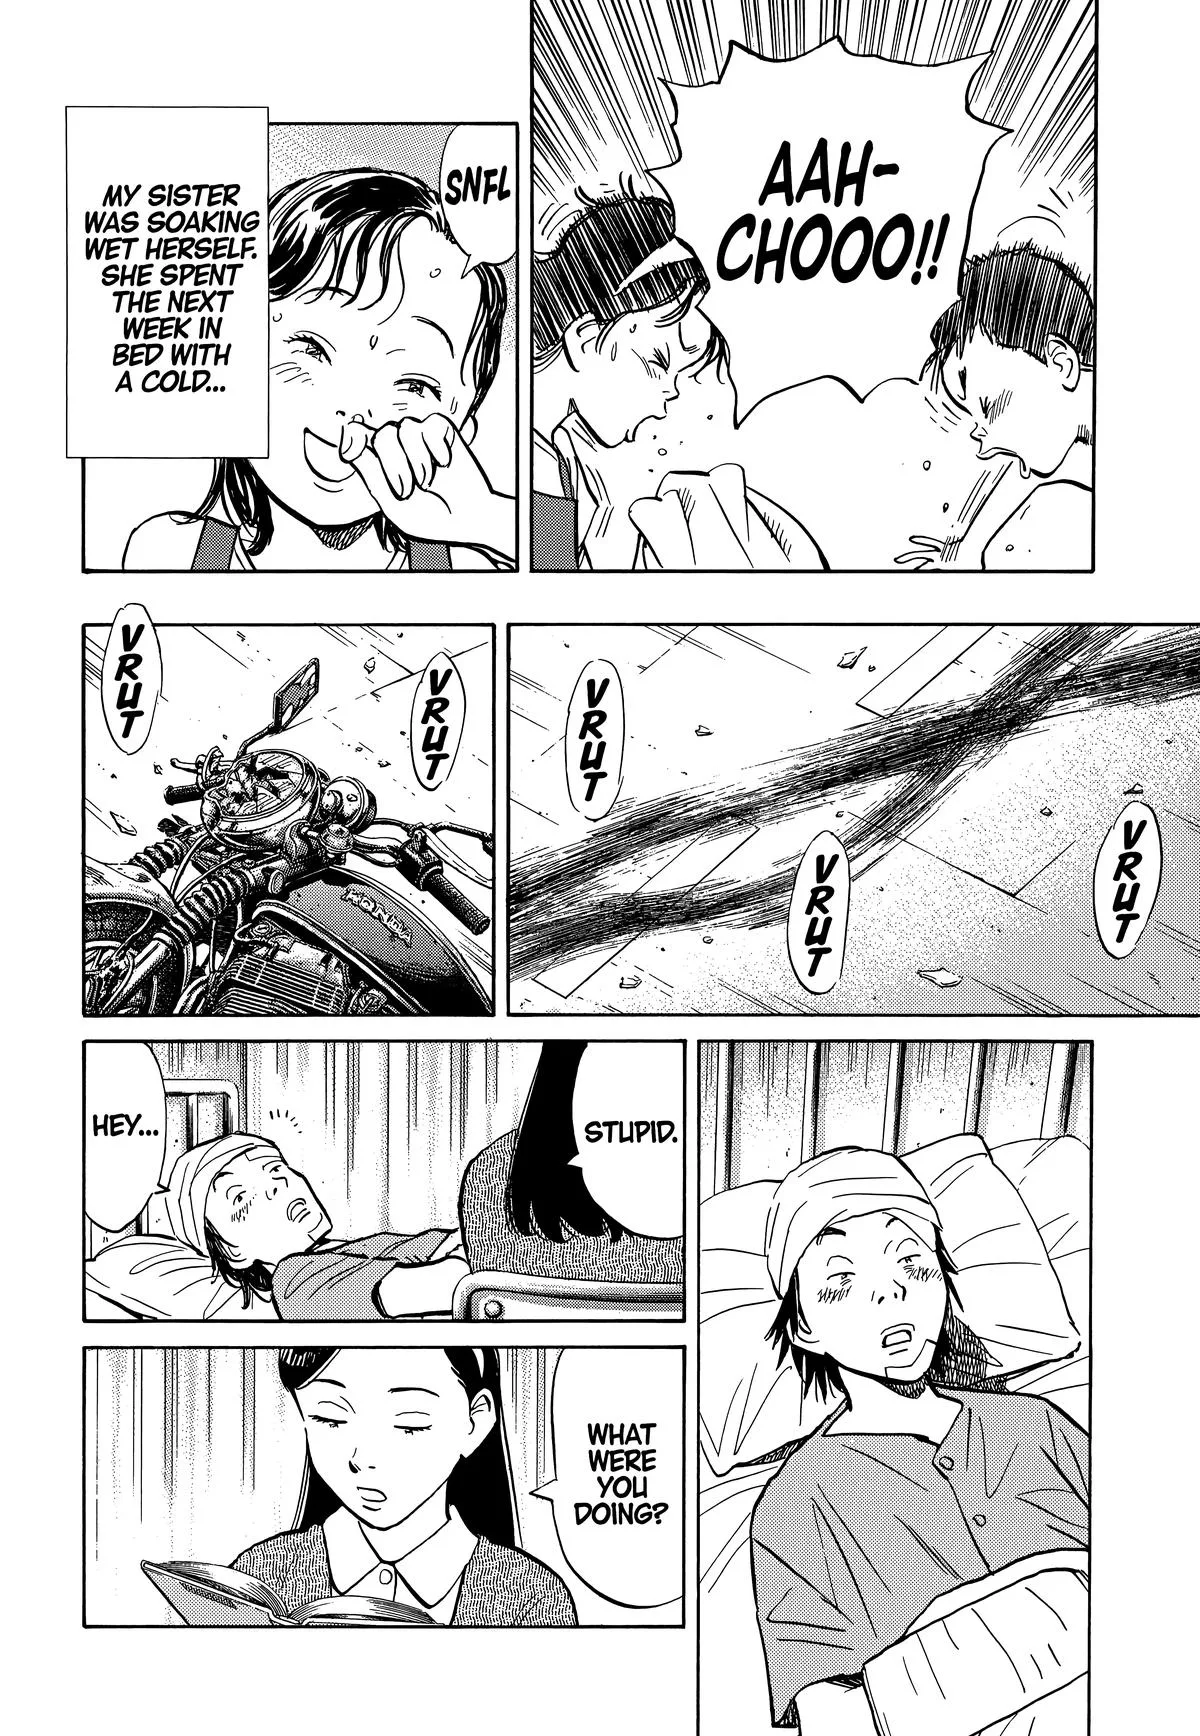 AAH-
CHOOO!!
SNFL
MY SISTER
WAS SOAKING
WET HERSELF.
SHE SPENT
THE NEXT
WEEK IN
BED WITH
A COLD...
VRUT
VRUT
VRUT
VRUT
VRUT
STUPID.
HEY...
WHAT
WERE
YOU
DOING?